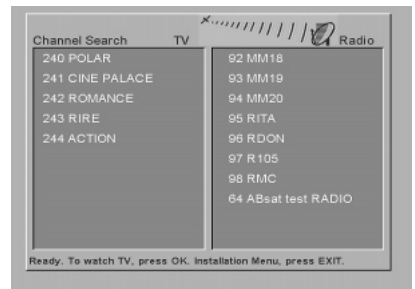 Channel Search TV Radio
240 POLAR
241 CINE PALACE
242 ROMANCE
243 RIRE
244 ACTION
92 MM18
93 MM19
94 MM20
95 RITA
96 RDON
97 R105
98 RMC
64 ABsat test RADIO
Ready. To watch TV, press OK. Installation Menu, press EXIT.